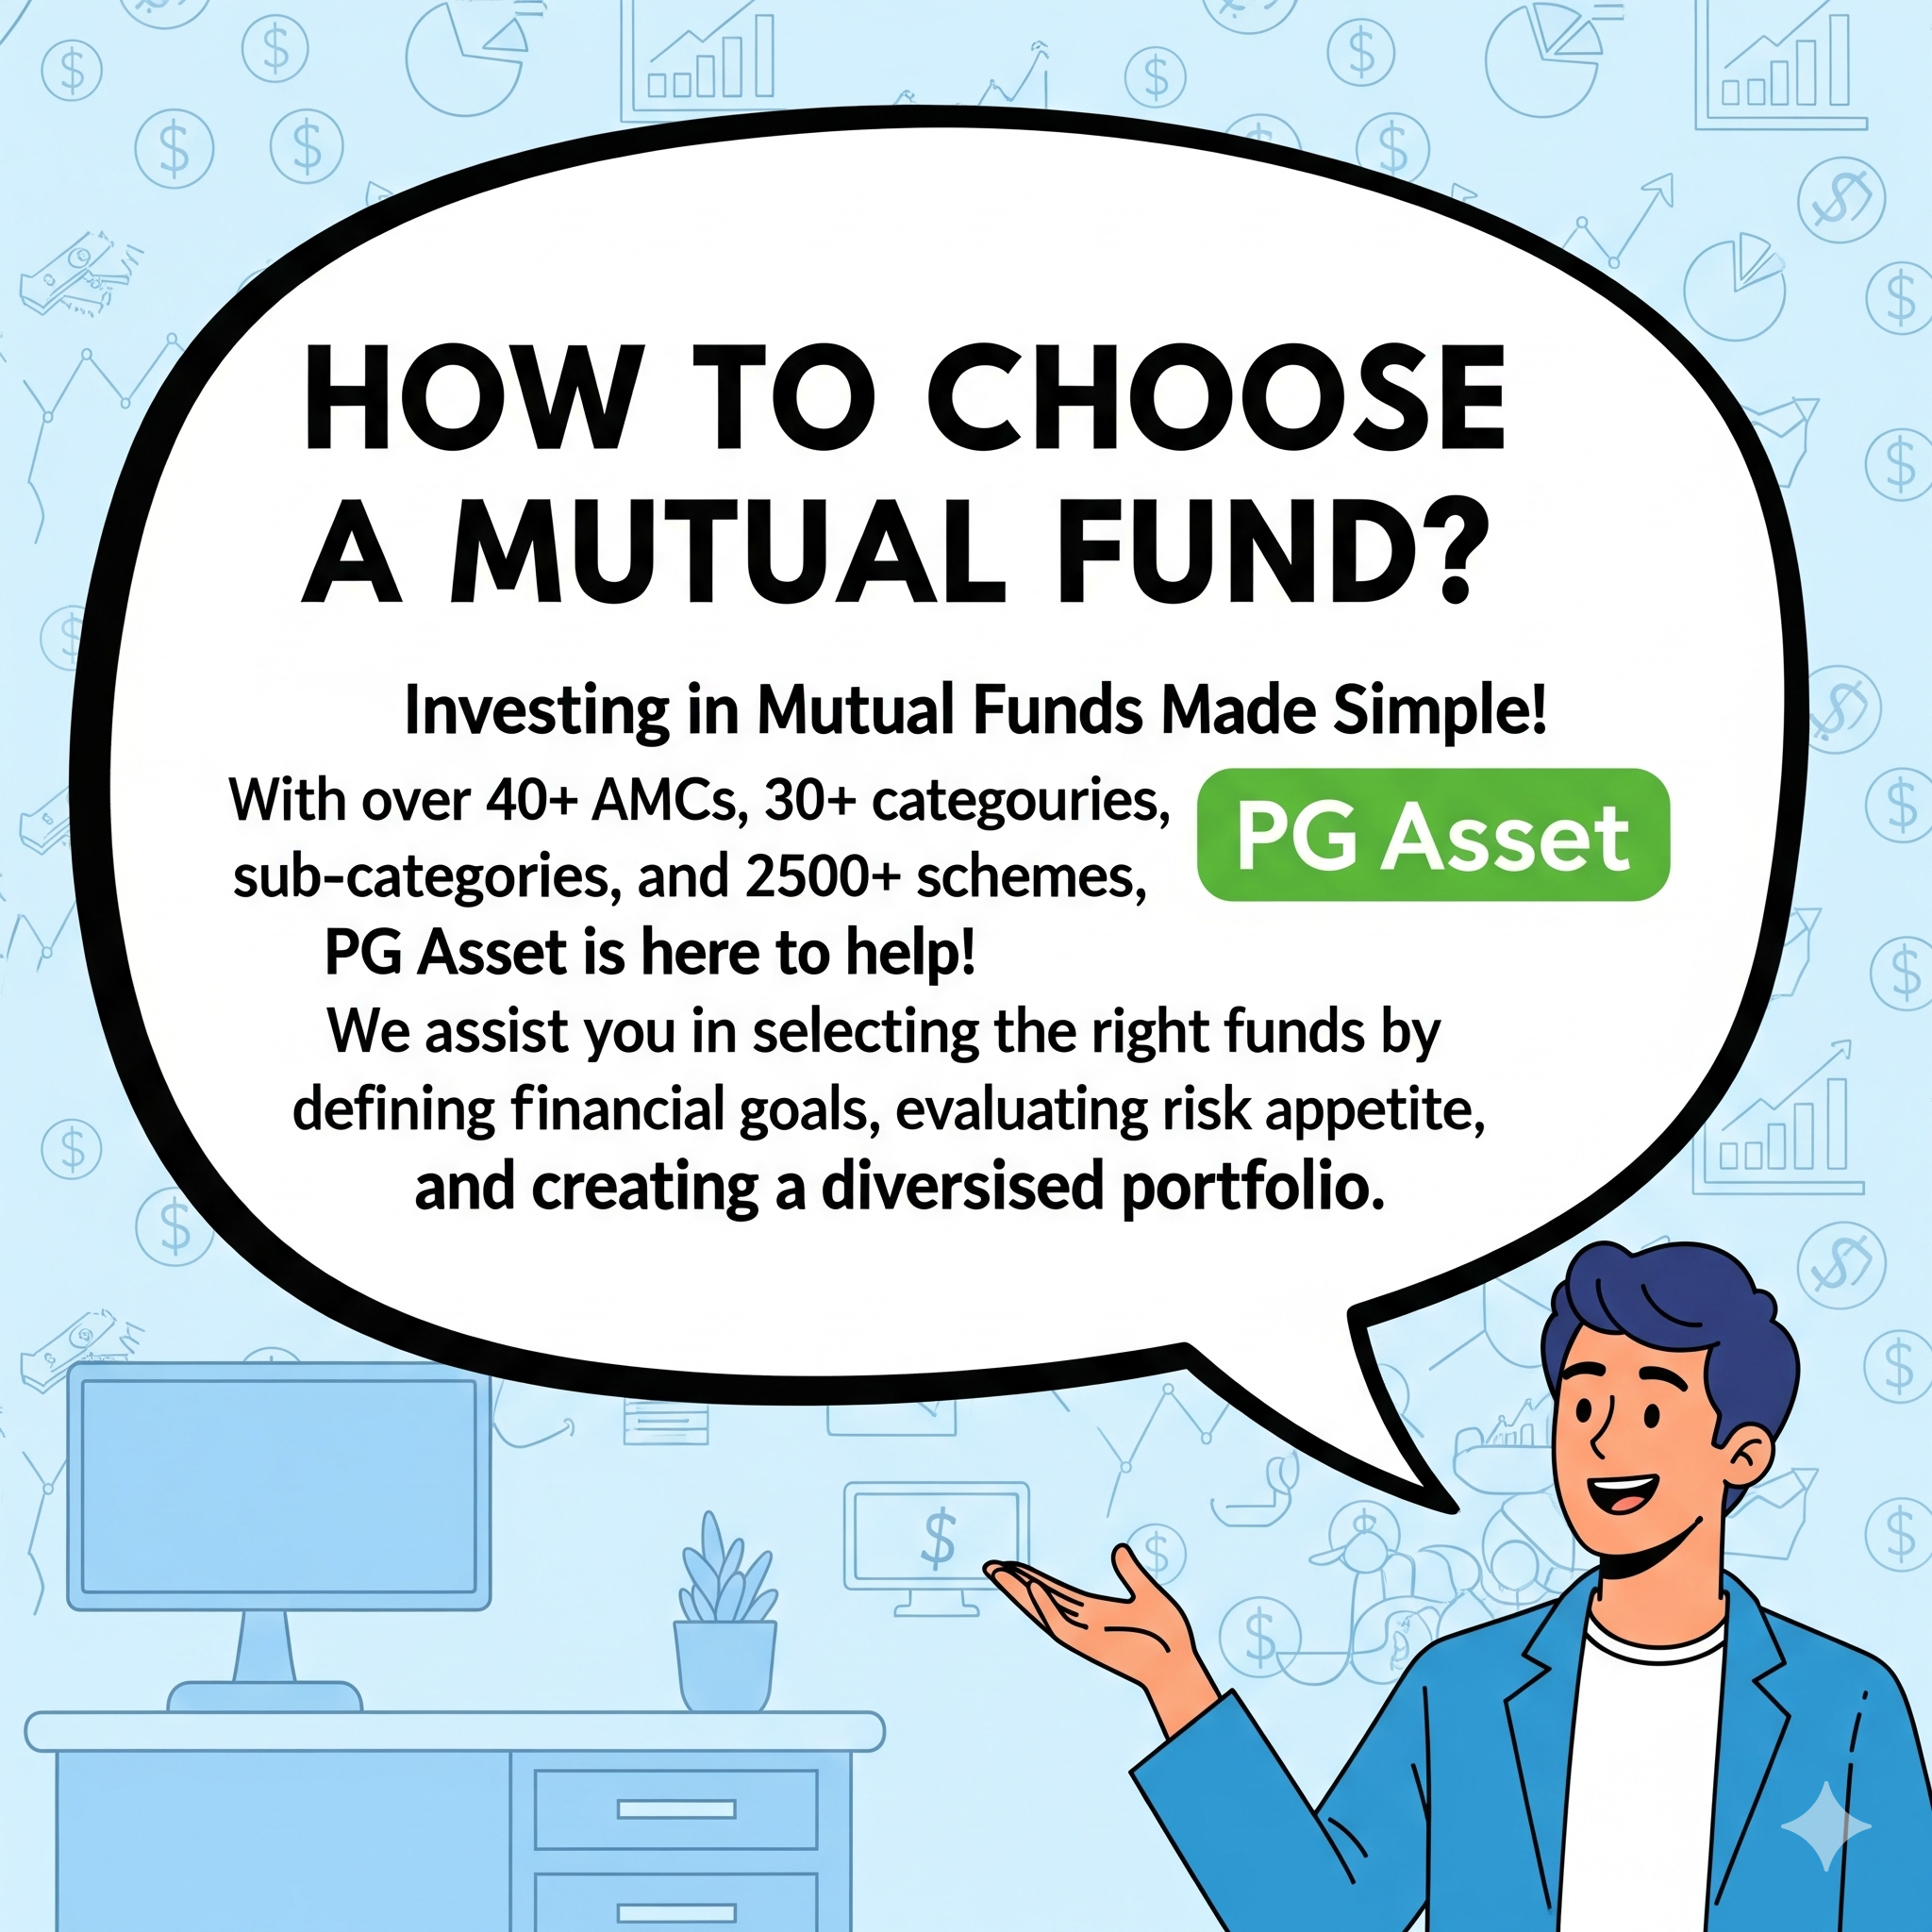 HOW TO CHOOSE
A MUTUAL FUND?
Investing in Mutual Funds Made Simple!
With over 40+ AMCs, 30+ categouries,
PG Asset
sub-categories, and 2500+ schemes,
PG Asset is here to help!
We assist you in selecting the right funds by
defining financial goals, evaluating risk appetite,
and creating a diversised portfolio.